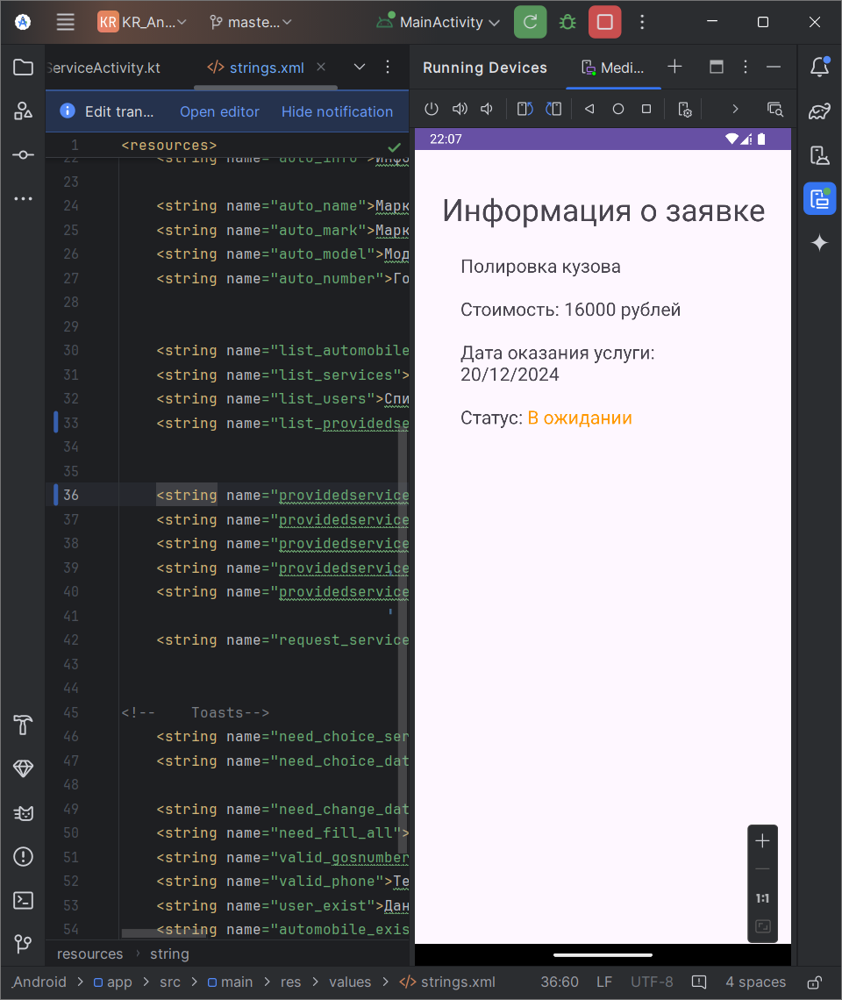 KR KR_An...
maste...
MainActivity
ServiceActivity.kt
</> strings.xml
Running Devices
Medi...
Edit tran...
Open editor
Hide notification
1 <resources>
22 <string name="auto_info">Инфо
23
24 <string name="auto_name">Марк
25 <string name="auto_mark">Марк
26 <string name="auto_model">Мод
27 <string name="auto_number">Го
28
29
30 <string name="list_automobile
31 <string name="list_services">
32 <string name="list_users">Спи
33 <string name="list_providedse
34
35
36 <string name="providedservice
37 <string name="providedservice
38 <string name="providedservice
39 <string name="providedservice
40 <string name="providedservice
41
42 <string name="request_service
43
44
45 <!-- Toasts-->
46 <string name="need_choice_ser
47 <string name="need_choice_dat
48
49 <string name="need_change_dat
50 <string name="need_fill_all">
51 <string name="valid_gosnumber
52 <string name="valid_phone">Те
53 <string name="user_exist">Дан
54 <string name="automobile_exis
resources > string
22:07
Информация о заявке
Полировка кузова
Стоимость: 16000 рублей
Дата оказания услуги:
20/12/2024
Статус: В ожидании
1:1
Android > app > src > main > res > values > </> strings.xml
36:60
LF
UTF-8
4 spaces